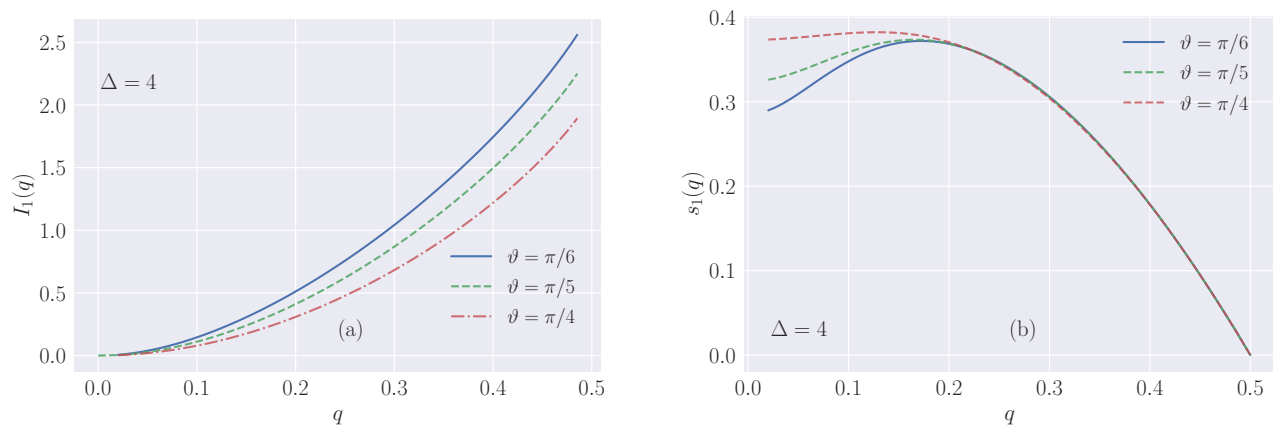 2.5
2.0
1.5
1.0
0.5
0.0
I₁(q)
Δ = 4
ϑ = π/6
ϑ = π/5
ϑ = π/4
(a)
0.0 0.1 0.2 0.3 0.4 0.5
q
0.4
0.3
0.2
0.1
0.0
s₁(q)
ϑ = π/6
ϑ = π/5
ϑ = π/4
Δ = 4
(b)
0.0 0.1 0.2 0.3 0.4 0.5
q